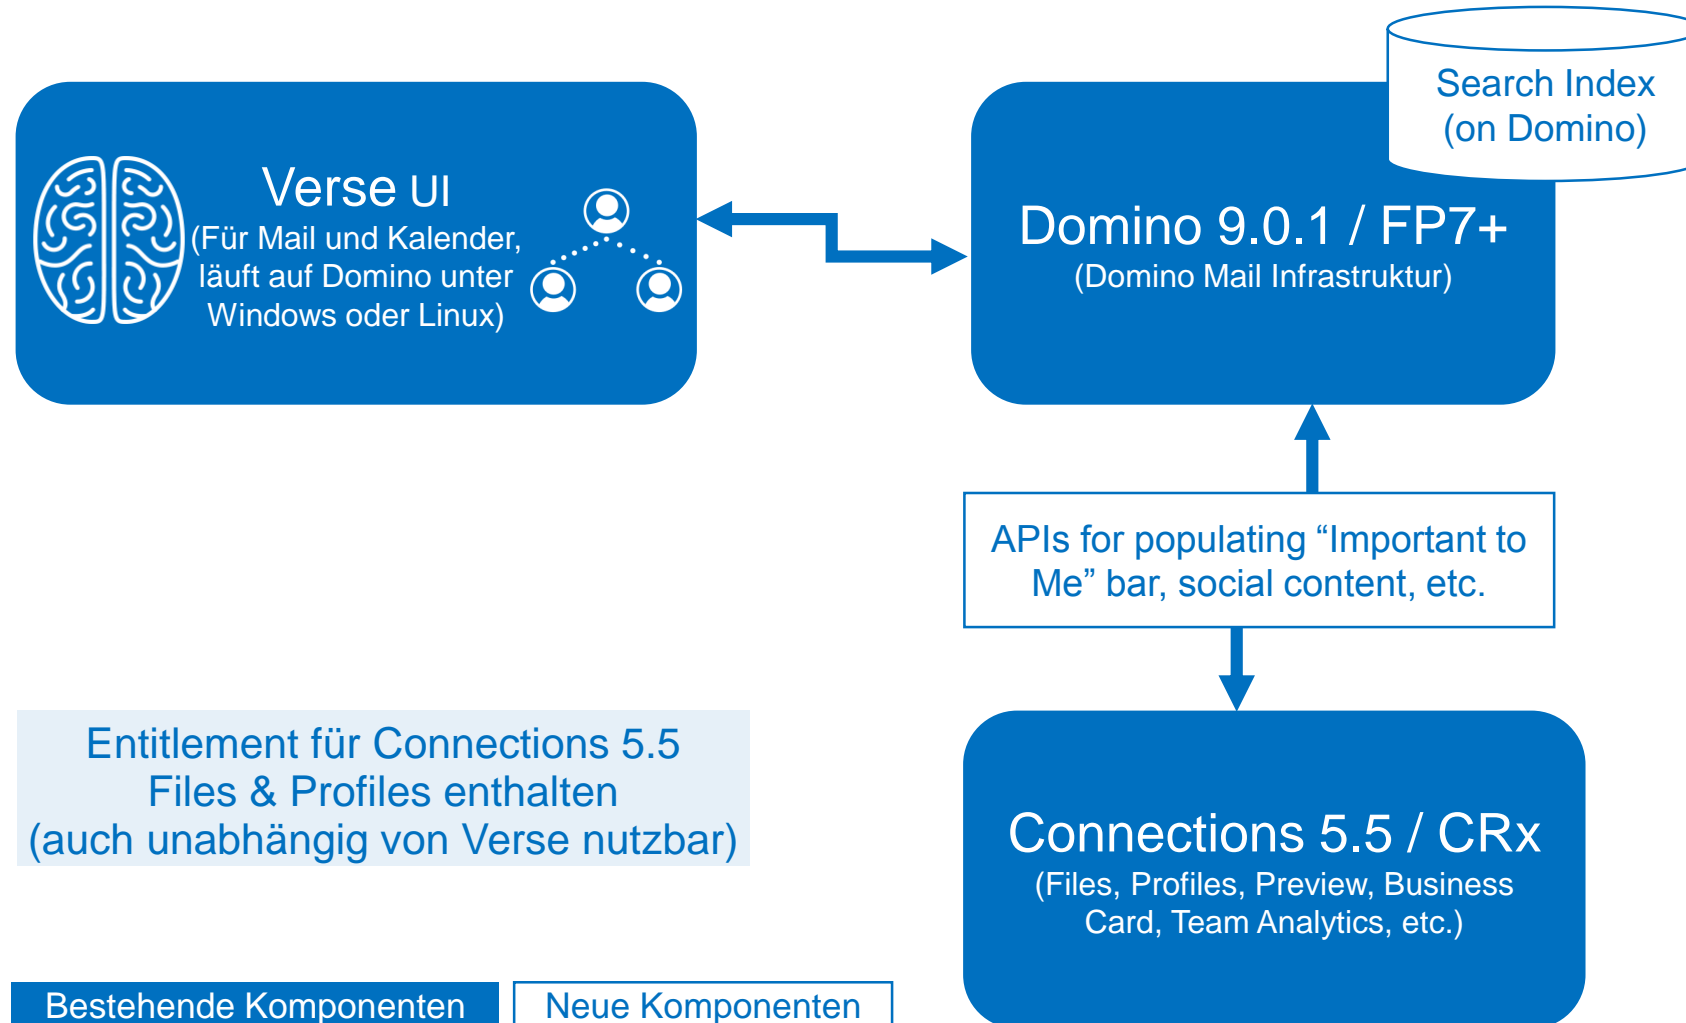 Search Index
(on Domino)
Verse UI
(Für Mail und Kalender,
läuft auf Domino unter
Windows oder Linux)
Domino 9.0.1 / FP7+
(Domino Mail Infrastruktur)
APIs for populating “Important to
Me” bar, social content, etc.
Entitlement für Connections 5.5
Files & Profiles enthalten
(auch unabhängig von Verse nutzbar)
Connections 5.5 / CRx
(Files, Profiles, Preview, Business
Card, Team Analytics, etc.)
Bestehende Komponenten
Neue Komponenten